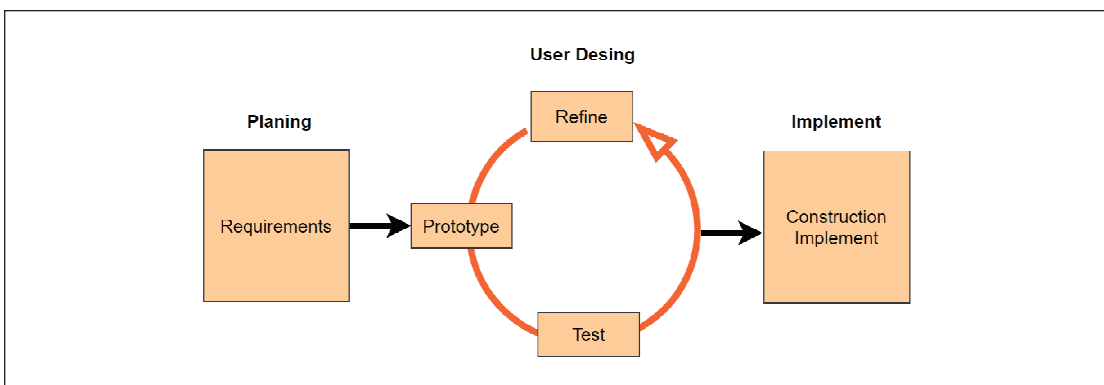 User Desing
Planing
Refine
Implement
Requirements
Prototype
Construction
Implement
Test